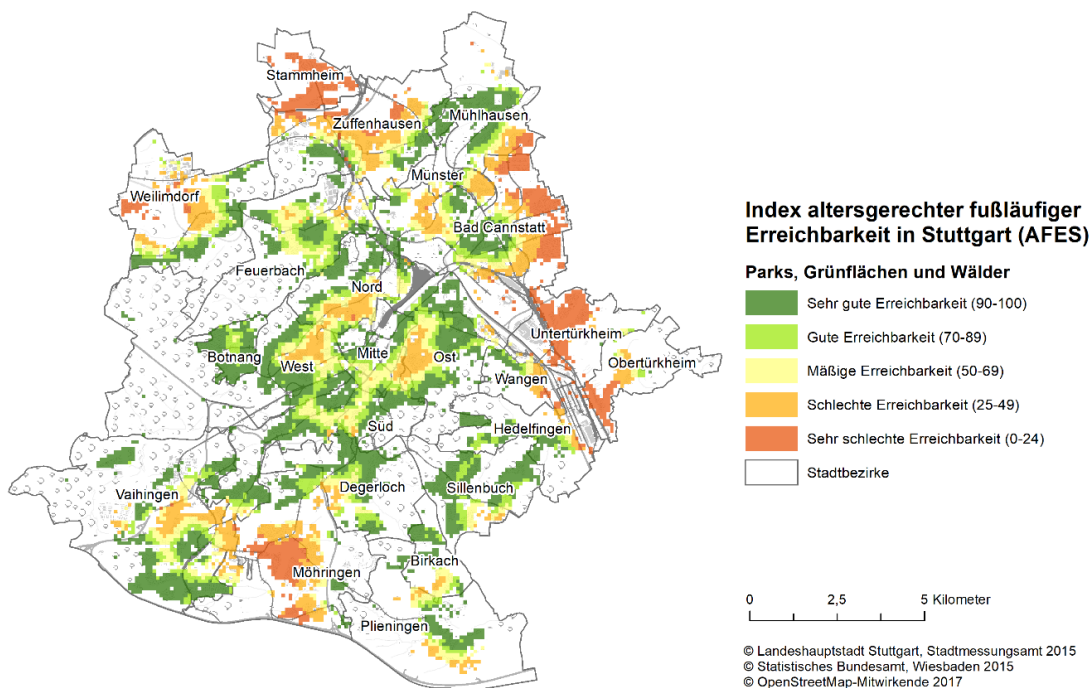 Stammheim
Zuffenhausen
Mühlhausen
Münster
Weilimdorf
Bad Cannstatt
Feuerbach
Nord
Untertürkheim
Botnang
West
Mitte
Ost
Obertürkheim
Wangen
Süd
Hedelfingen
Vaihingen
Degerloch
Sillenbuch
Birkach
Möhringen
Plieningen
Index altersgerechter fußläufiger
Erreichbarkeit in Stuttgart (AFES)
Parks, Grünflächen und Wälder
Sehr gute Erreichbarkeit (90-100)
Gute Erreichbarkeit (70-89)
Mäßige Erreichbarkeit (50-69)
Schlechte Erreichbarkeit (25-49)
Sehr schlechte Erreichbarkeit (0-24)
Stadtbezirke
0 2,5 5 Kilometer
© Landeshauptstadt Stuttgart, Stadtmessungsamt 2015
© Statistisches Bundesamt, Wiesbaden 2015
© OpenStreetMap-Mitwirkende 2017